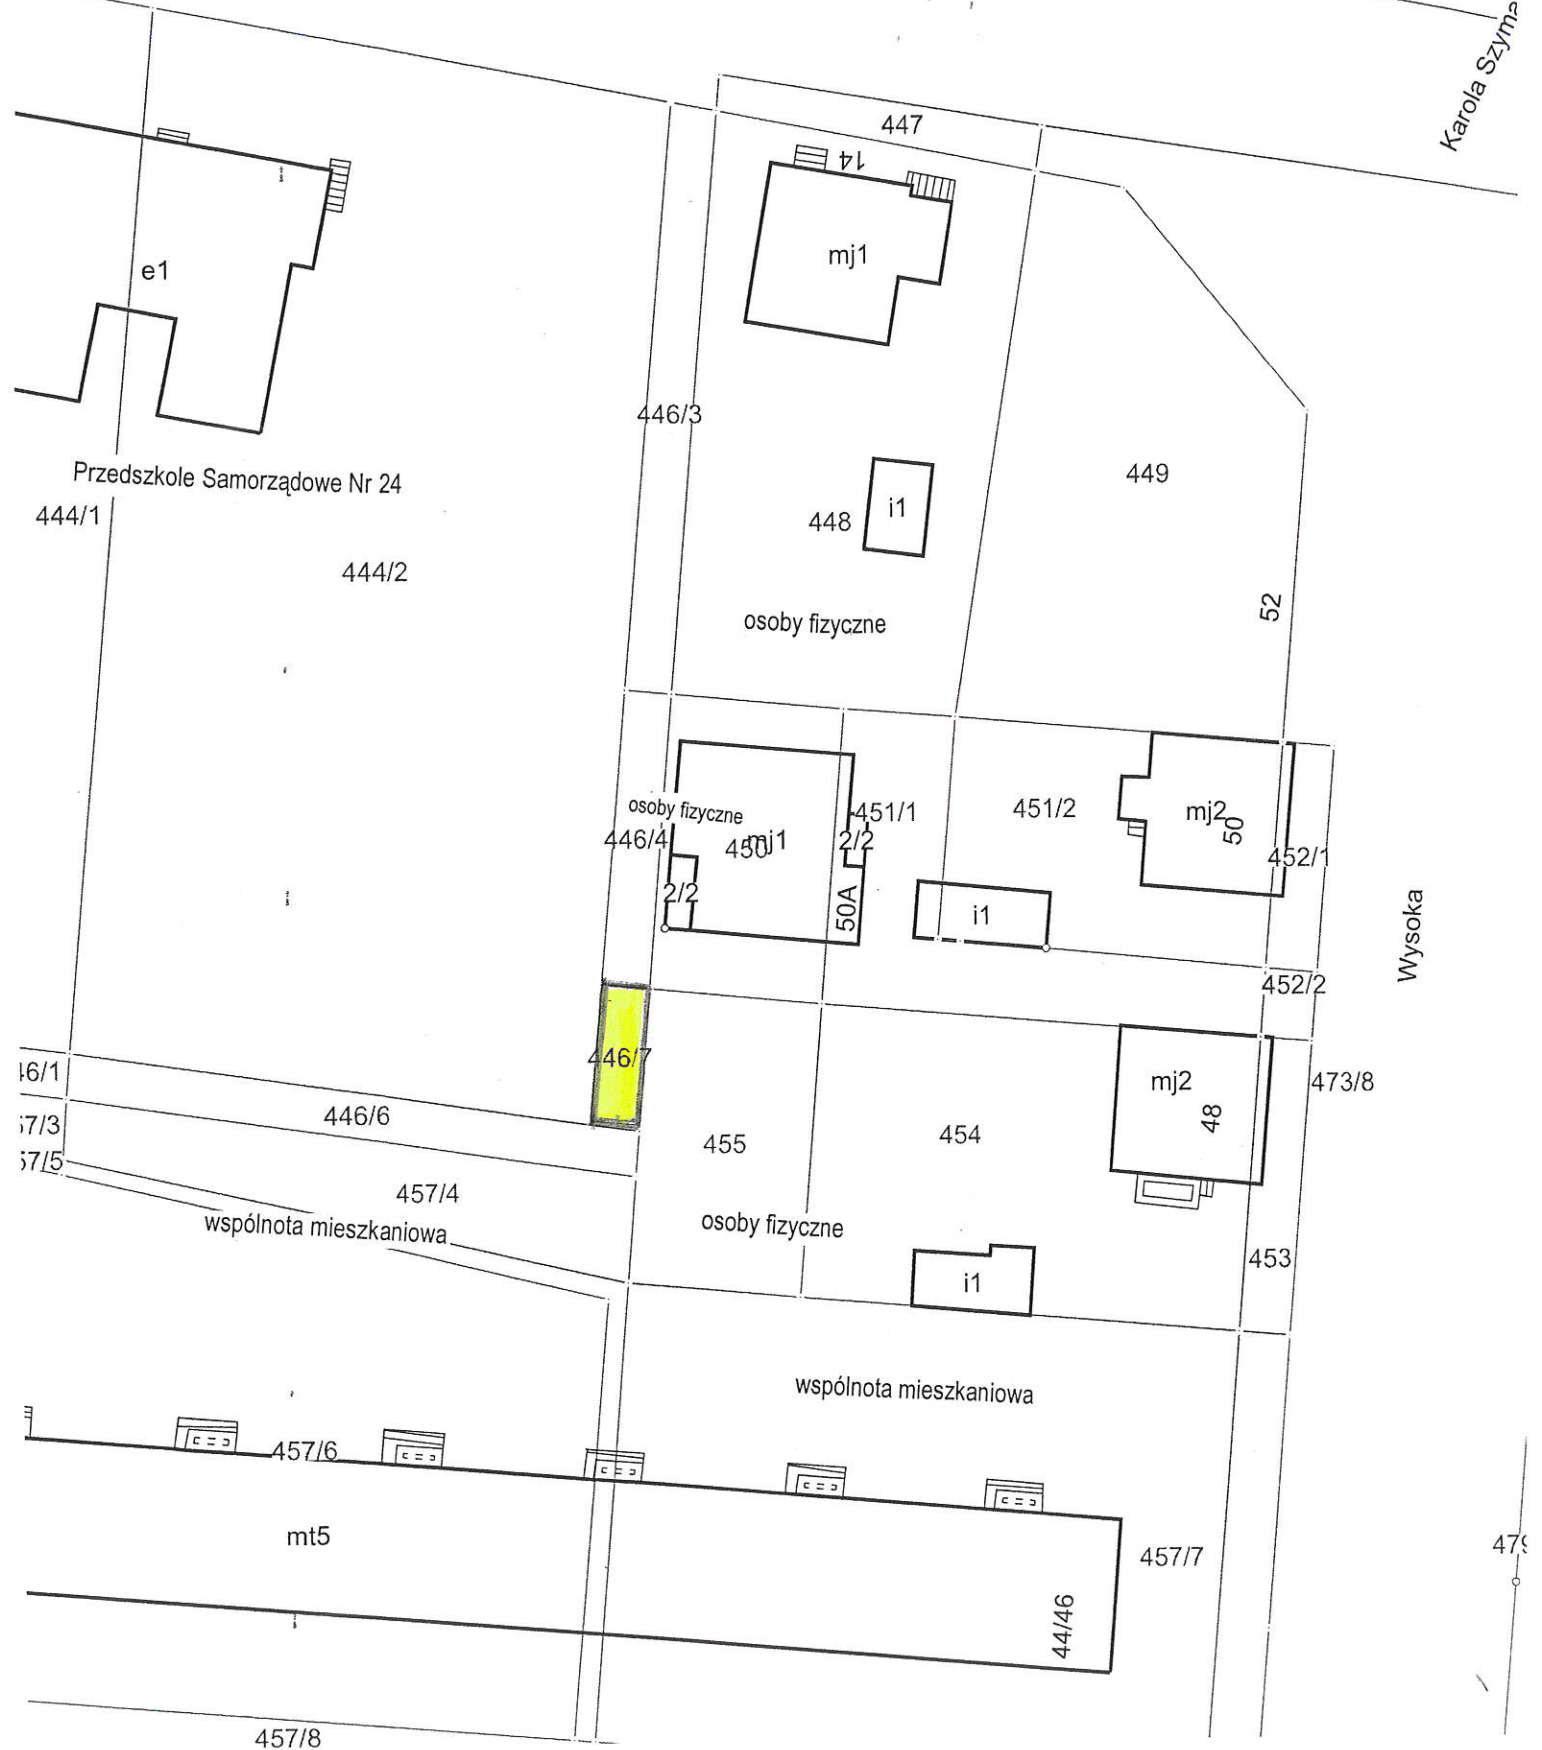 Karola
447
14
mj1
e1
446/3
449
Przedszkole Samorządowe Nr 24
i1
444/1
448
444/2
52
osoby fizyczne
osoby fizyczne
451/1
451/2
mj2
50
446/4
450
mj1
2/2
452/1
2/2
50A
i1
Wysoka
452/2
446/7
mj2
473/8
446/6
48
455
454
457/4
wspólnota mieszkaniowa
osoby fizyczne
453
i1
wspólnota mieszkaniowa
457/6
mt5
457/7
44/46
457/8